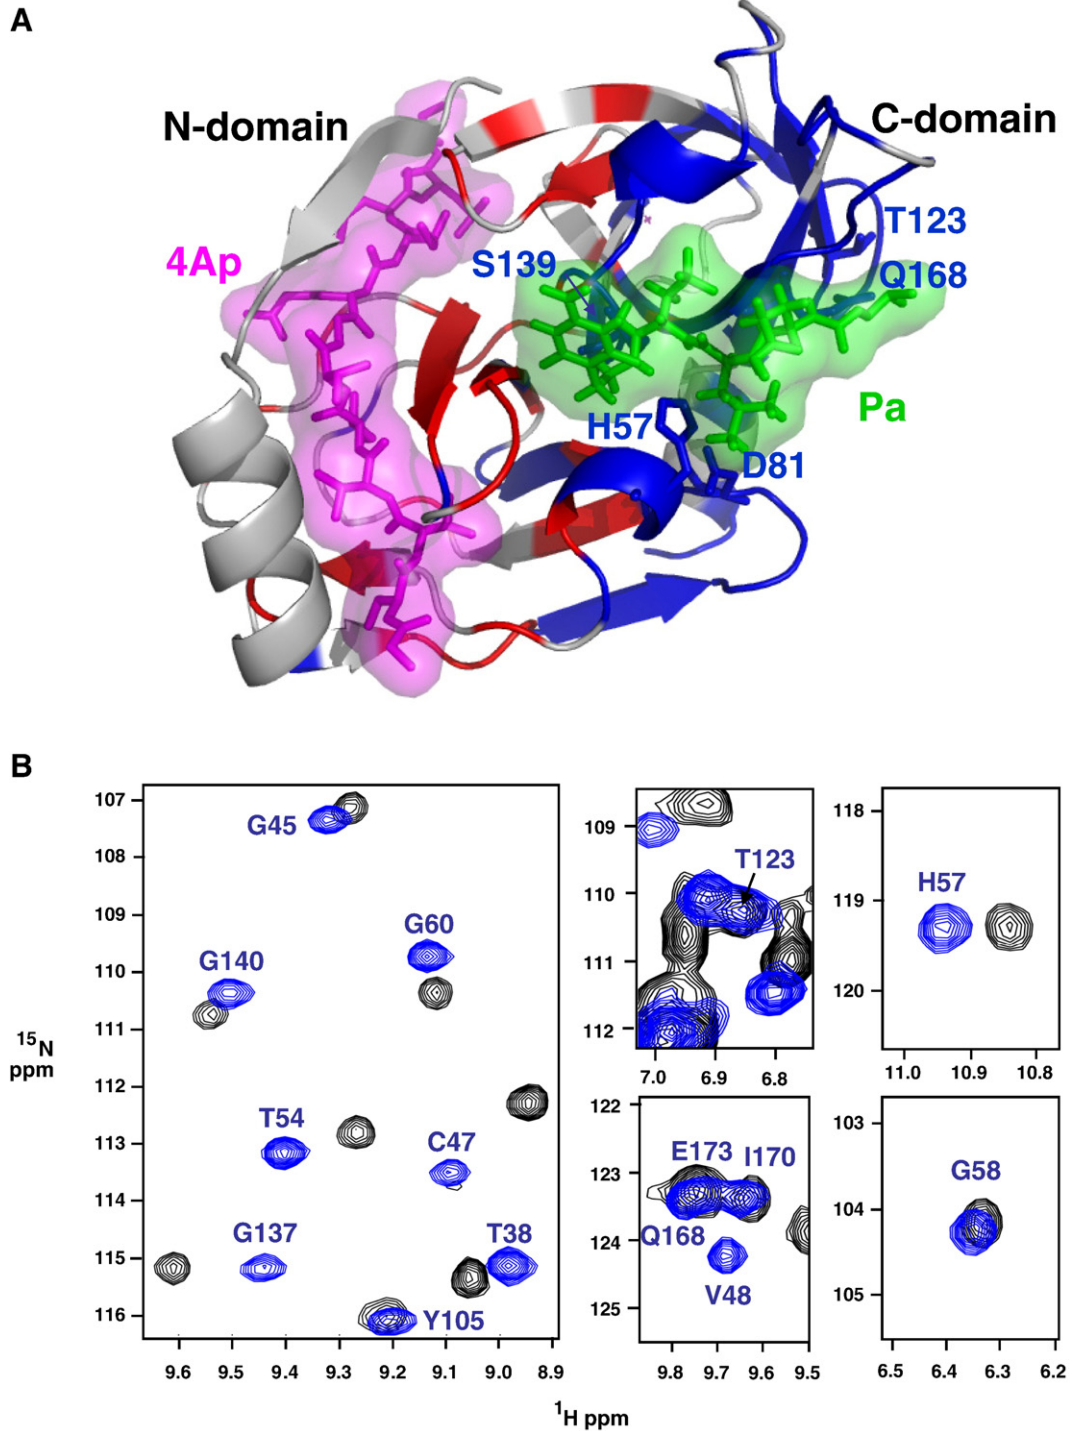 A
N-domain
C-domain
T123
4Ap
S139
Q168
Pa
H57
D81
B
107
G45
108
109
G60
110
G140
111
112
T54
113
C47
114
G137
T38
115
Y105
116
9.6 9.5 9.4 9.3 9.2 9.1 9.0 8.9
15N
ppm
109
T123
110
111
112
7.0 6.9 6.8
118
H57
119
120
11.0 10.9 10.8
122
E173 I170
123
Q168
124
V48
125
9.8 9.7 9.6 9.5
103
G58
104
105
6.5 6.4 6.3 6.2
1H ppm